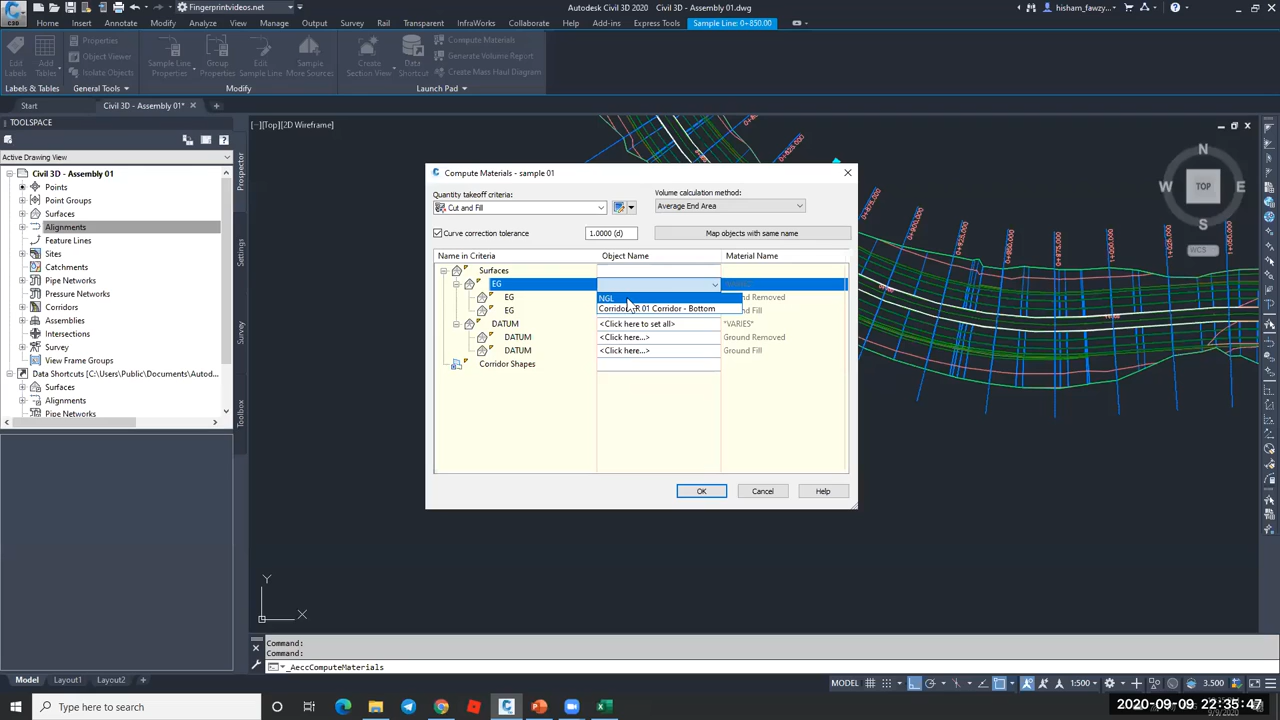 Fingerprintvideos.net
Autodesk Civil 3D 2020 Civil 3D - Assembly 01.dwg
hisham_fawzy...
C3D
Home Insert Annotate Modify Analyze View Manage Output Survey Rail Transparent InfraWorks Collaborate Help Add-ins Express Tools Sample Line: 0+850.00
Edit Labels
Add Tables
Labels & Tables
Properties
Object Viewer
Isolate Objects
General Tools
Sample Line Properties
Group Properties
Edit Sample Line
Sample More Sources
Modify
Create Section View
Data Shortcut
Compute Materials
Generate Volume Report
Create Mass Haul Diagram
Launch Pad
Start Civil 3D - Assembly 01*
TOOLSPACE
Active Drawing View
Civil 3D - Assembly 01
Points
Point Groups
Surfaces
Alignments
Feature Lines
Sites
Catchments
Pipe Networks
Pressure Networks
Corridors
Assemblies
Intersections
Survey
View Frame Groups
Data Shortcuts [C:\Users\Public\Documents\Autod...
Surfaces
Alignments
Pipe Networks
Prospector
Settings
Survey
Toolbox
[−][Top][2D Wireframe]
N
W TOP E
S
WCS
Compute Materials - sample 01
Quantity takeoff criteria:
Cut and Fill
Volume calculation method:
Average End Area
Curve correction tolerance 1.0000 (d) Map objects with same name
Name in Criteria Object Name Material Name
Surfaces
EG
EG NGL
EG
DATUM <Click here to set all> *VARIES*
DATUM <Click here...> Ground Removed
DATUM <Click here...> Ground Fill
Corridor Shapes
OK Cancel Help
Y
X
Command:
Command:
_AeccComputeMaterials
Model Layout1 Layout2
MODEL 1:500 3.500
Type here to search
2020-09-09 22:35:47